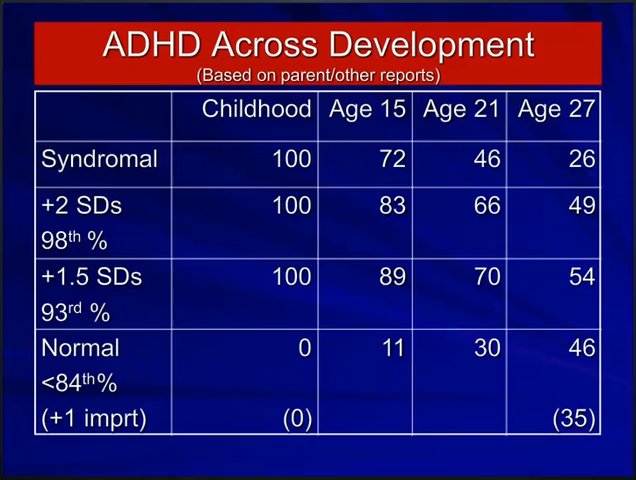 ADHD Across Development
(Based on parent/other reports)
Childhood Age 15 Age 21 Age 27
Syndromal 100 72 46 26
+2 SDs 100 83 66 49
98th %
+1.5 SDs 100 89 70 54
93rd %
Normal 0 11 30 46
<84th%
(+1 imprt) (0) (35)